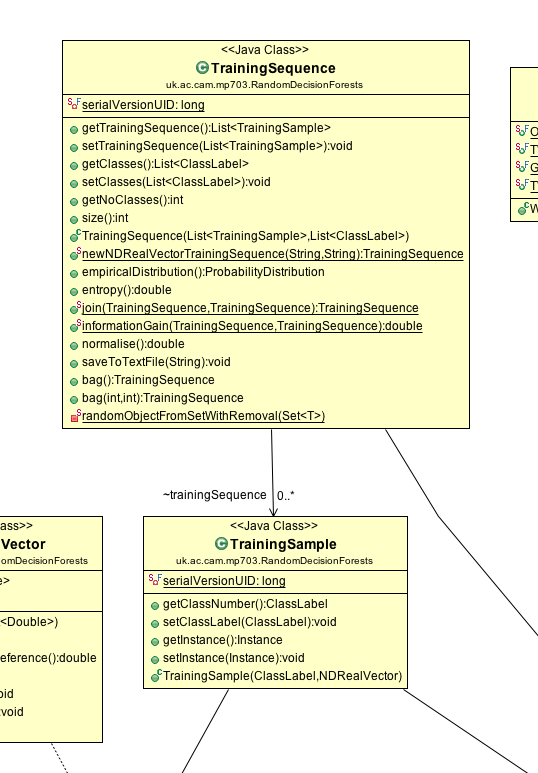 <<Java Class>>
TrainingSequence
uk.ac.cam.mp703.RandomDecisionForests
serialVersionUID: long
getTrainingSequence():List<TrainingSample>
setTrainingSequence(List<TrainingSample>):void
getClasses():List<ClassLabel>
setClasses(List<ClassLabel>):void
getNoClasses():int
size():int
TrainingSequence(List<TrainingSample>,List<ClassLabel>)
newNDRealVectorTrainingSequence(String,String):TrainingSequence
empiricalDistribution():ProbabilityDistribution
entropy():double
join(TrainingSequence,TrainingSequence):TrainingSequence
informationGain(TrainingSequence,TrainingSequence):double
normalise():double
saveToTextFile(String):void
bag():TrainingSequence
bag(int,int):TrainingSequence
randomObjectFromSetWithRemoval(Set<T>)
~trainingSequence 0..*
<<Java Class>>
TrainingSample
uk.ac.cam.mp703.RandomDecisionForests
serialVersionUID: long
getClassNumber():ClassLabel
setClassLabel(ClassLabel):void
getInstance():Instance
setInstance(Instance):void
TrainingSample(ClassLabel,NDRealVector)
ass>>
Vector
omDecisionForests
e>
<Double>)
eference():double
oid
:void